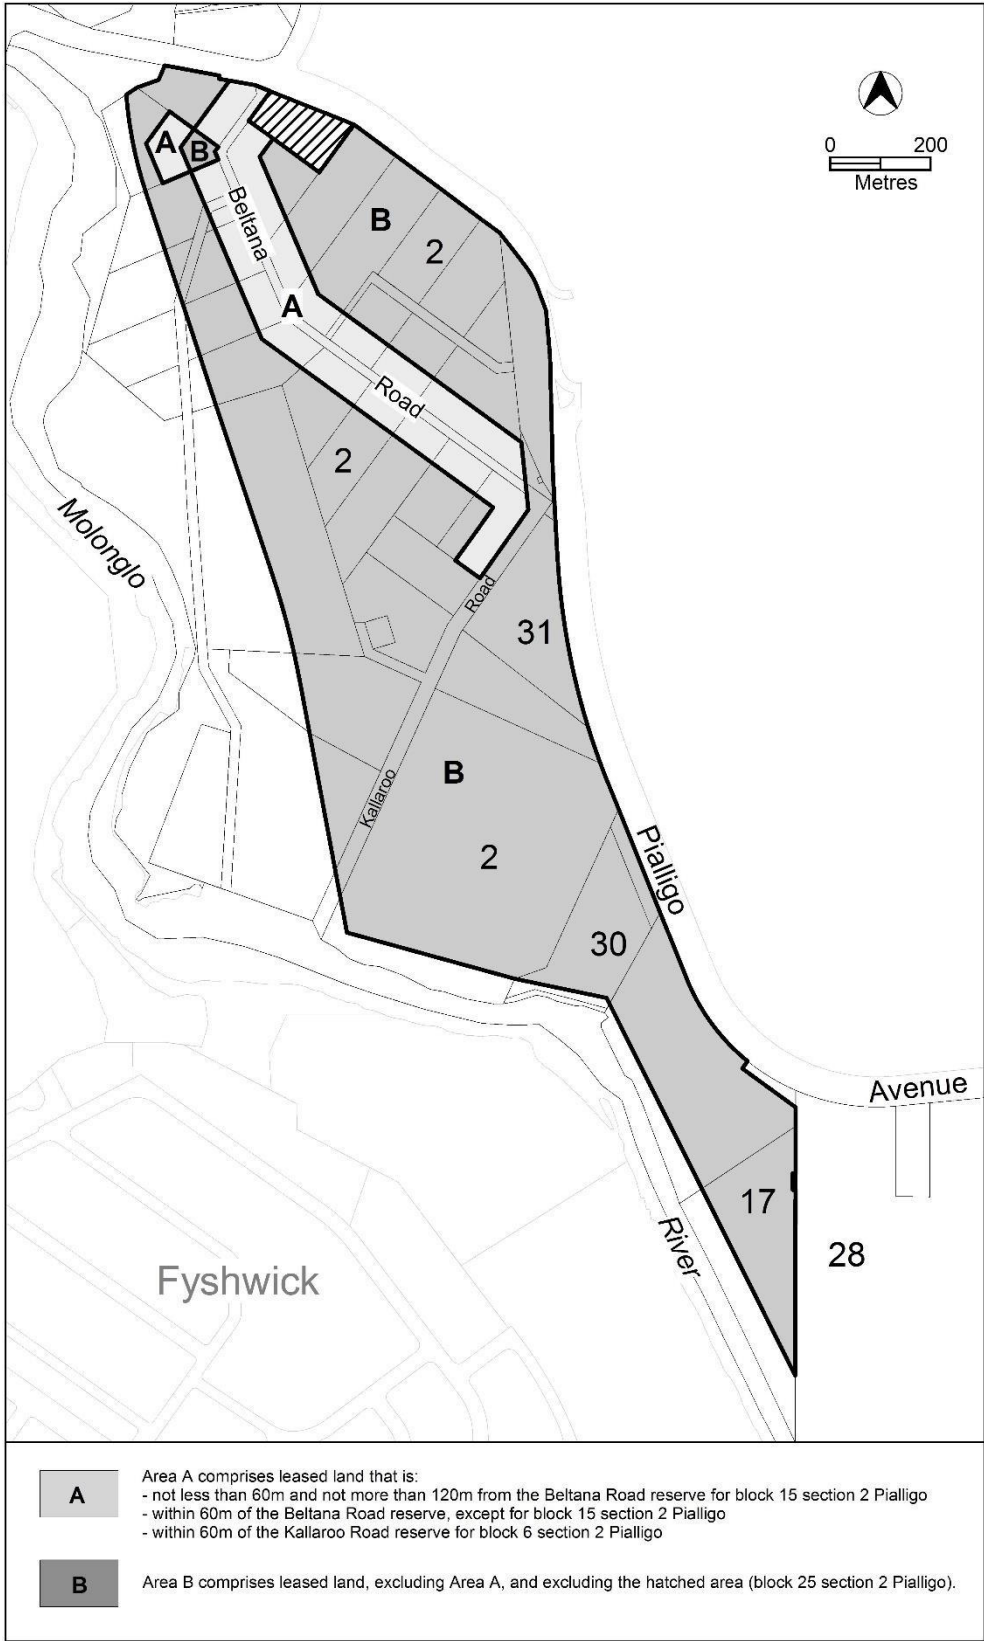 0 200
Metres
A
B
Beltana
B
2
A
Road
2
Molonglo
Road
31
B
Kallaroo
2
Pialligo
30
Avenue
17
River
28
Fyshwick
A
Area A comprises leased land that is:
- not less than 60m and not more than 120m from the Beltana Road reserve for block 15 section 2 Pialligo
- within 60m of the Beltana Road reserve, except for block 15 section 2 Pialligo
- within 60m of the Kallaroo Road reserve for block 6 section 2 Pialligo
B
Area B comprises leased land, excluding Area A, and excluding the hatched area (block 25 section 2 Pialligo).